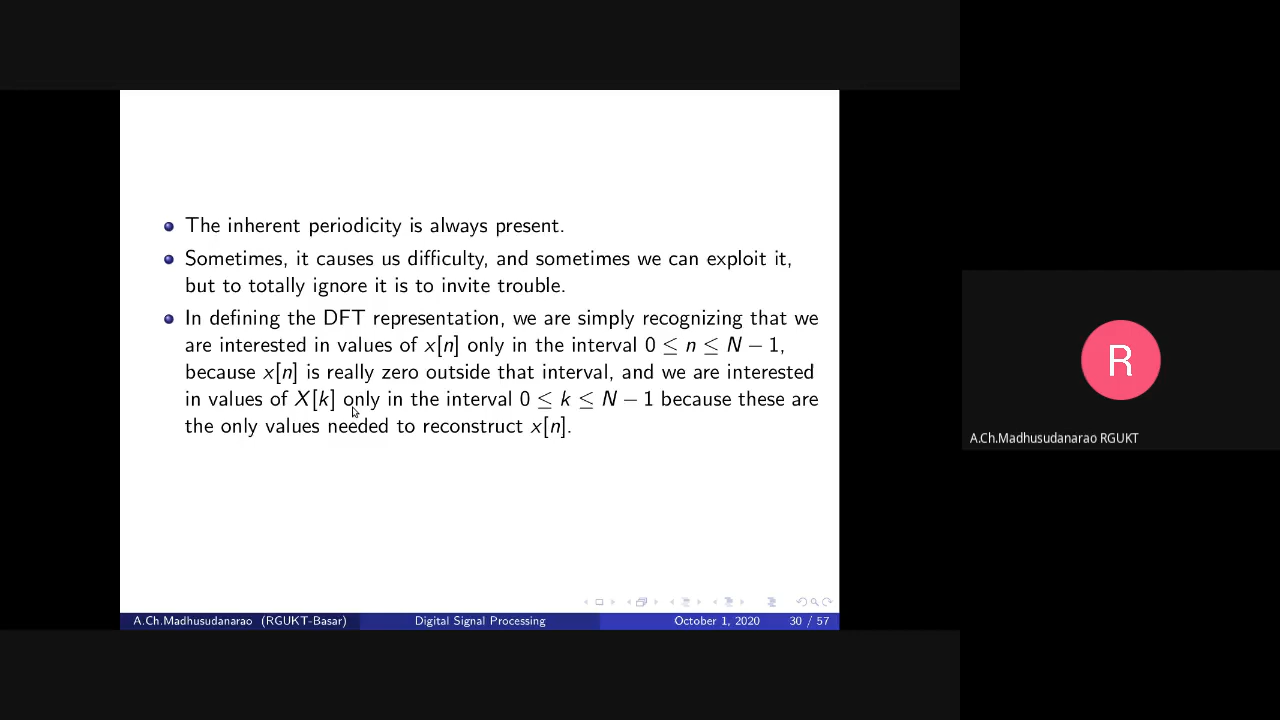 The inherent periodicity is always present.
Sometimes, it causes us difficulty, and sometimes we can exploit it,
but to totally ignore it is to invite trouble.
In defining the DFT representation, we are simply recognizing that we
are interested in values of x[n] only in the interval 0 ≤ n ≤ N − 1,
because x[n] is really zero outside that interval, and we are interested
in values of X[k] only in the interval 0 ≤ k ≤ N − 1 because these are
the only values needed to reconstruct x[n].
A.Ch.Madhusudanarao (RGUKT-Basar) Digital Signal Processing October 1, 2020 30 / 57
R
A.Ch.Madhusudanarao RGUKT